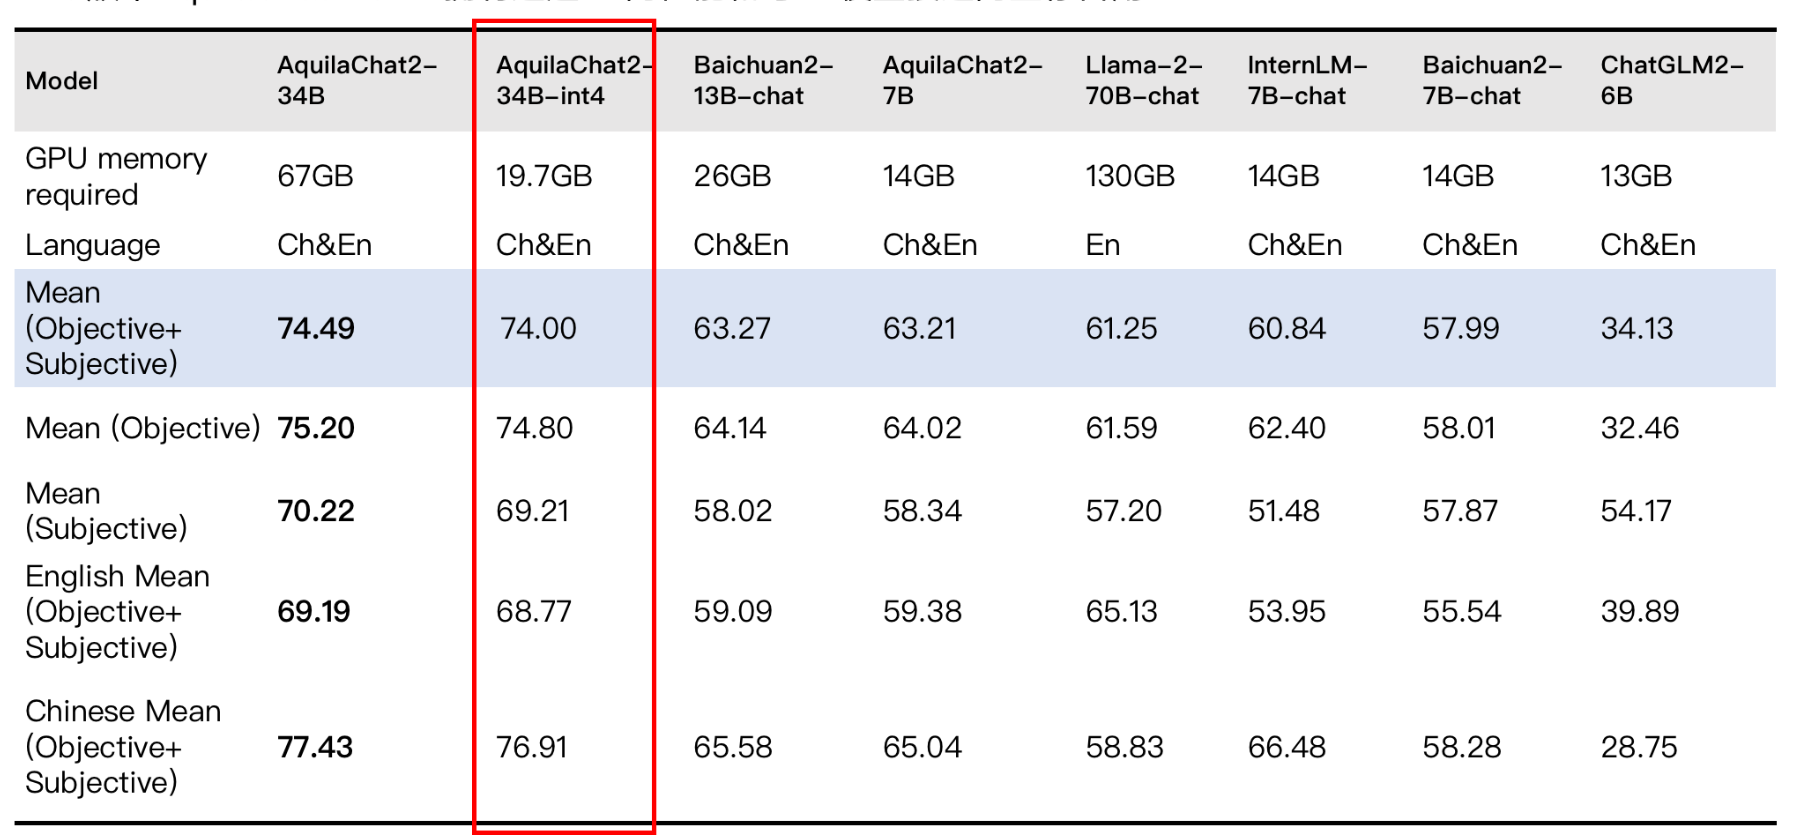 Model AquilaChat2-34B AquilaChat2-34B-int4 Baichuan2-13B-chat AquilaChat2-7B Llama-2-70B-chat InternLM-7B-chat Baichuan2-7B-chat ChatGLM2-6B
GPU memory required 67GB 19.7GB 26GB 14GB 130GB 14GB 14GB 13GB
Language Ch&En Ch&En Ch&En Ch&En En Ch&En Ch&En Ch&En
Mean (Objective+Subjective) 74.49 74.00 63.27 63.21 61.25 60.84 57.99 34.13
Mean (Objective) 75.20 74.80 64.14 64.02 61.59 62.40 58.01 32.46
Mean (Subjective) 70.22 69.21 58.02 58.34 57.20 51.48 57.87 54.17
English Mean (Objective+Subjective) 69.19 68.77 59.09 59.38 65.13 53.95 55.54 39.89
Chinese Mean (Objective+Subjective) 77.43 76.91 65.58 65.04 58.83 66.48 58.28 28.75